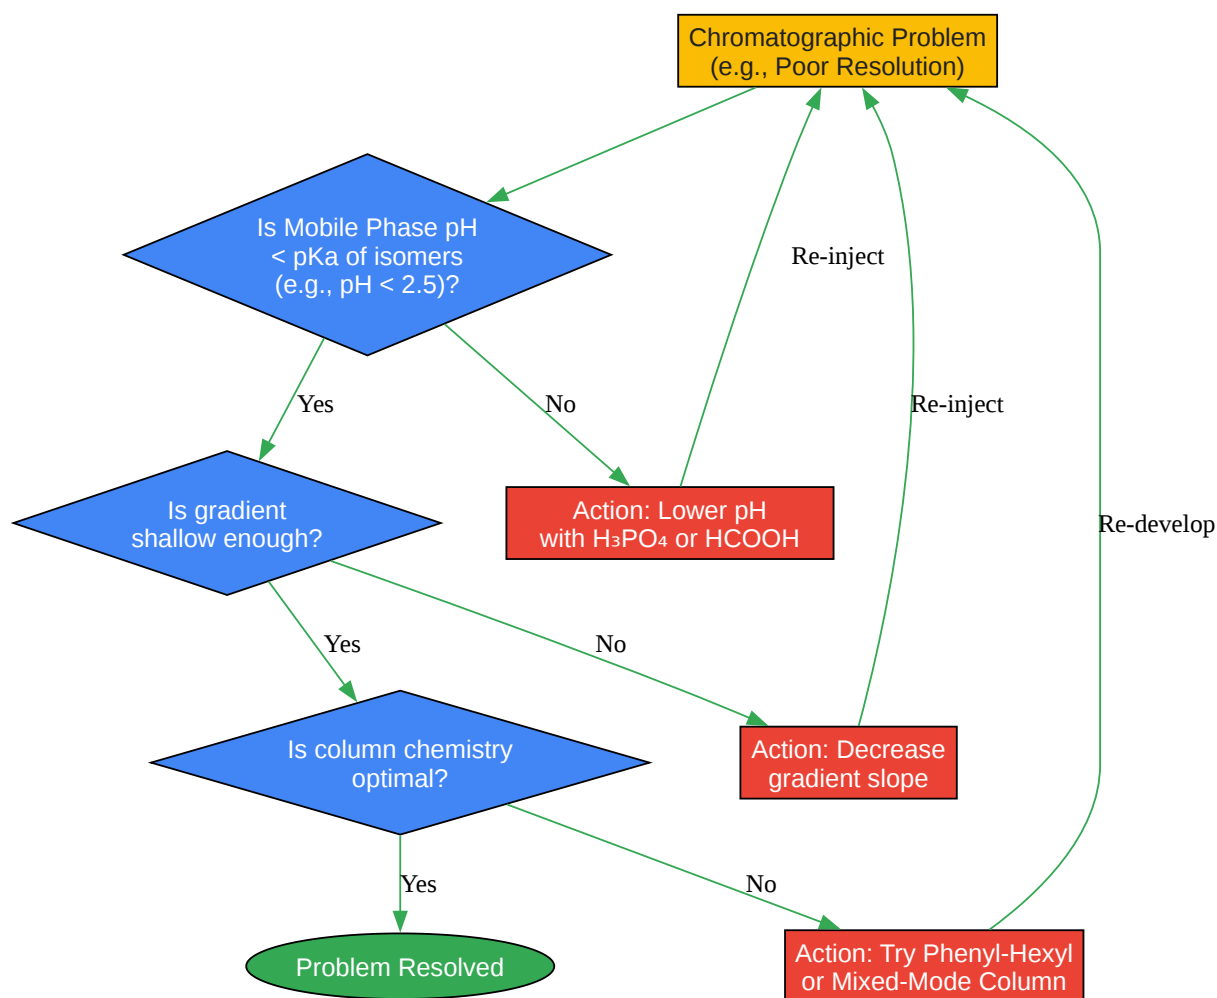 Chromatographic Problem
(e.g., Poor Resolution)
Is Mobile Phase pH
< pKa of isomers
(e.g., pH < 2.5)?
Re-inject
Yes
No
Re-inject
Is gradient
shallow enough?
Action: Lower pH
with H₃PO₄ or HCOOH
Re-develop
Yes
No
Is column chemistry
optimal?
Action: Decrease
gradient slope
Yes
No
Problem Resolved
Action: Try Phenyl-Hexyl
or Mixed-Mode Column